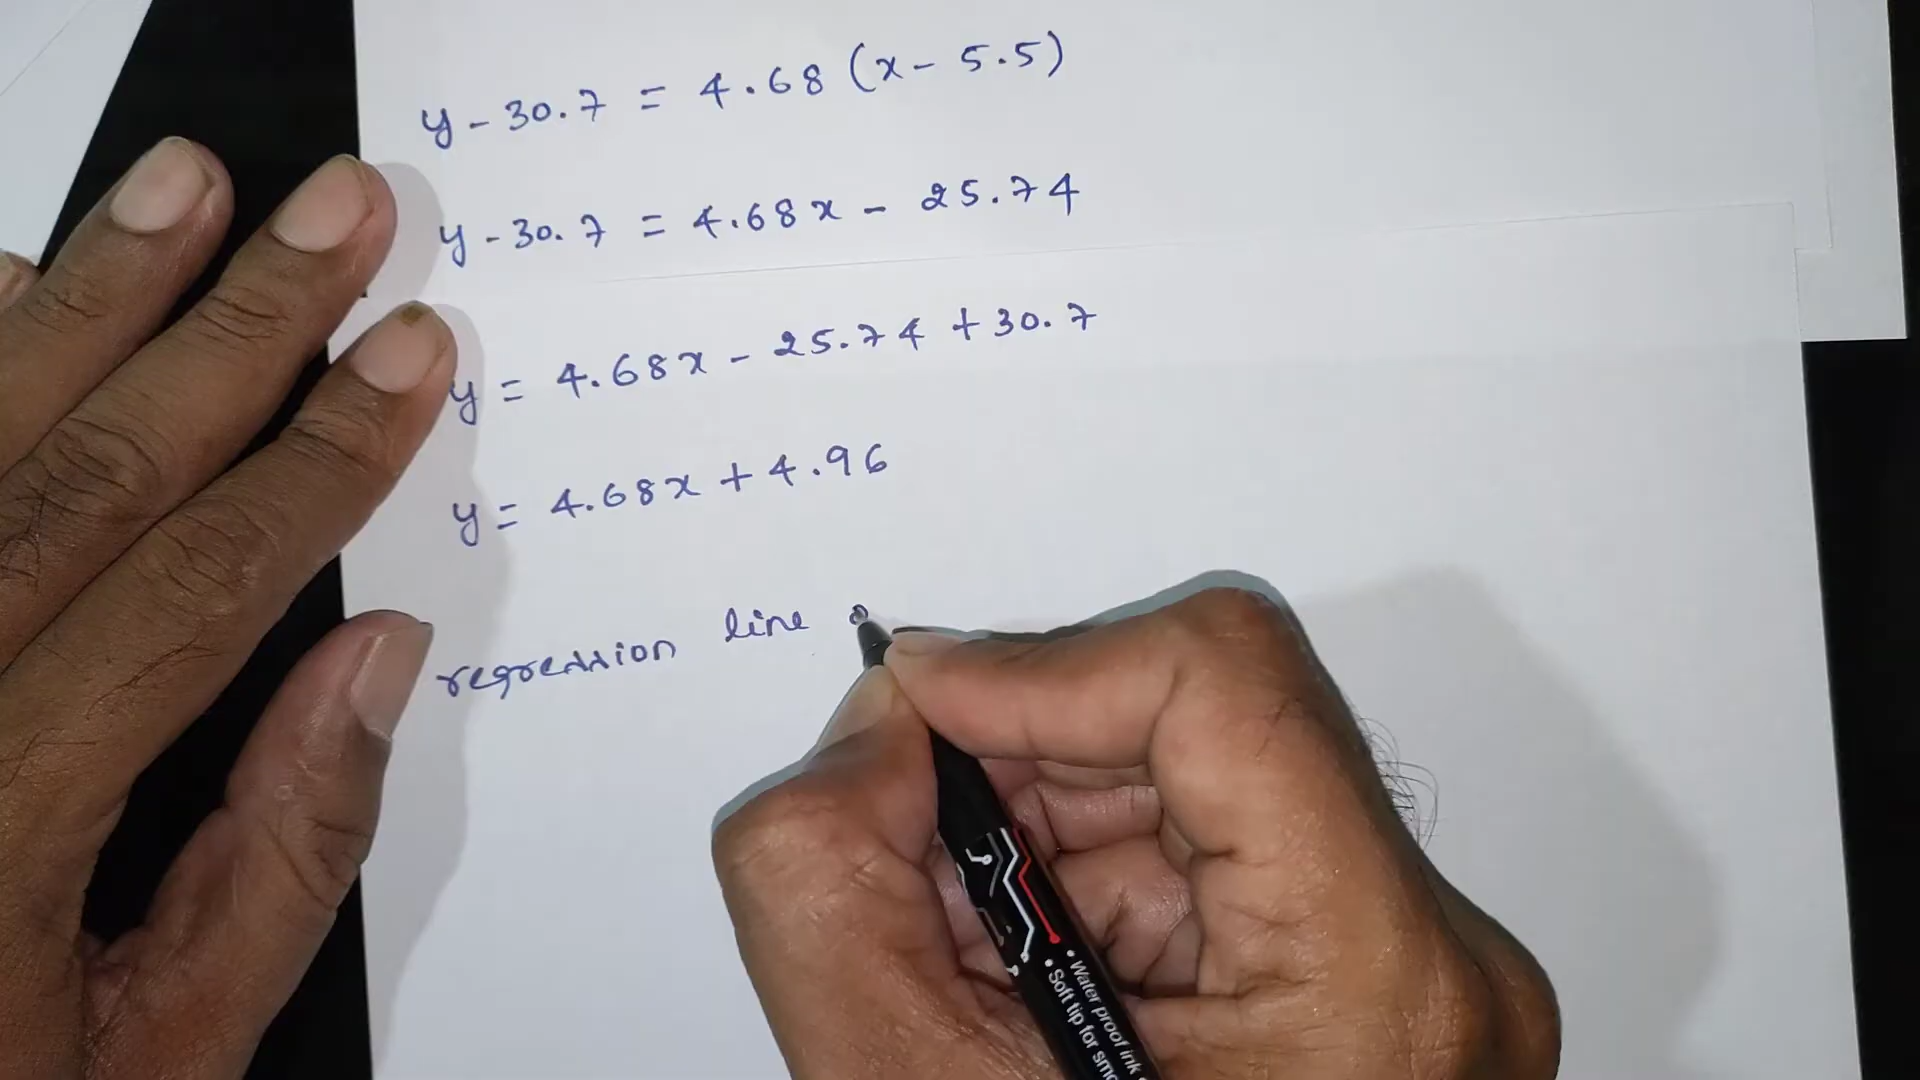 y - 30.7 = 4.68 (x - 5.5)
y - 30.7 = 4.68x - 25.74
y = 4.68x - 25.74 + 30.7
y = 4.68x + 4.96
regression line
• Water proof ink
• Soft tip for smo